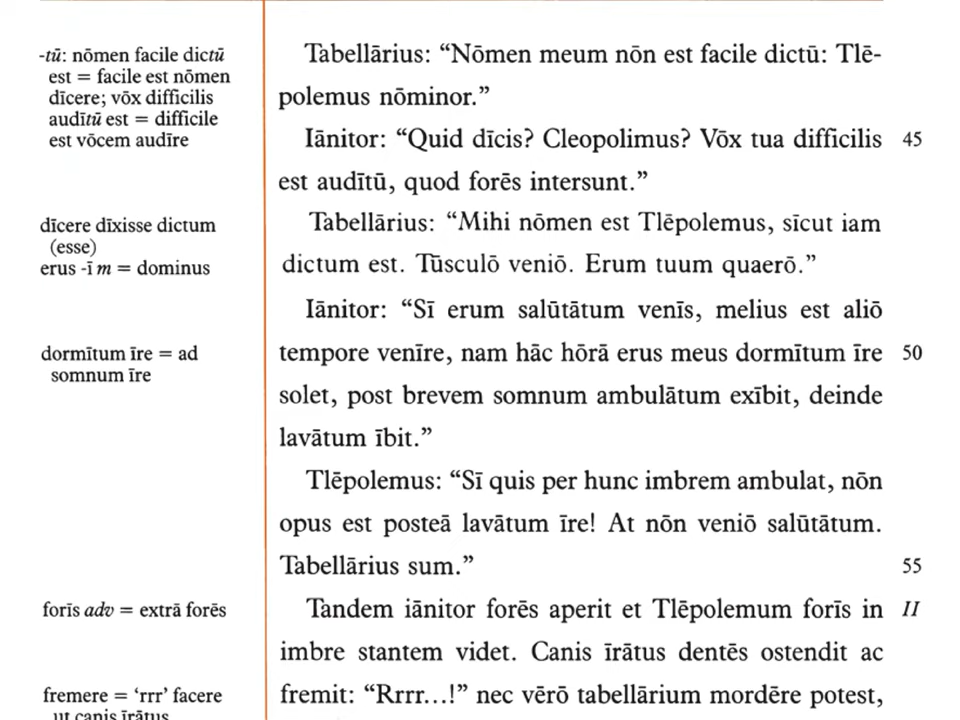 -tū: nōmen facile dictū
est = facile est nōmen
dīcere; vōx difficilis
audītū est = difficile
est vōcem audīre
dīcere dīxisse dictum
(esse)
erus -ī m = dominus
dormītum īre = ad
somnum īre
forīs adv = extrā forēs
fremere = ‘rrr’ facere
ut canis īrātus
Tabellārius: “Nōmen meum nōn est facile dictū: Tlē-
polemus nōminor.”
Iānitor: “Quid dīcis? Cleopolimus? Vōx tua difficilis 45
est audītū, quod forēs intersunt.”
Tabellārius: “Mihi nōmen est Tlēpolemus, sīcut iam
dictum est. Tūsculō veniō. Erum tuum quaerō.”
Iānitor: “Sī erum salūtātum venīs, melius est aliō
tempore venīre, nam hāc hōrā erus meus dormītum īre 50
solet, post brevem somnum ambulātum exībit, deinde
lavātum ībit.”
Tlēpolemus: “Sī quis per hunc imbrem ambulat, nōn
opus est posteā lavātum īre! At nōn veniō salūtātum.
Tabellārius sum.” 55
Tandem iānitor forēs aperit et Tlēpolemum forīs in II
imbre stantem videt. Canis īrātus dentēs ostendit ac
fremit: “Rrrr...!” nec vērō tabellārium mordēre potest,